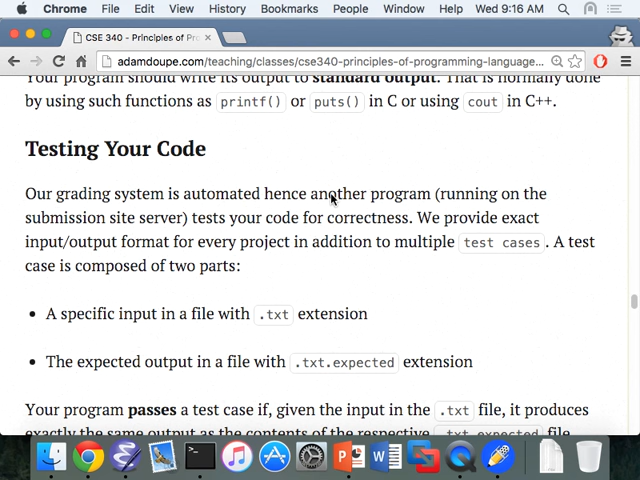 Chrome File Edit View History Bookmarks People Window Help Wed 9:16 AM
CSE 340 - Principles of Pro
adamdoupe.com/teaching/classes/cse340-principles-of-programming-language...
Your program should write its output to standard output. That is normally done
by using such functions as printf() or puts() in C or using cout in C++.
Testing Your Code
Our grading system is automated hence another program (running on the
submission site server) tests your code for correctness. We provide exact
input/output format for every project in addition to multiple test cases. A test
case is composed of two parts:
• A specific input in a file with .txt extension
• The expected output in a file with .txt.expected extension
Your program passes a test case if, given the input in the .txt file, it produces
exactly the same output as the contents of the respective .txt.expected file